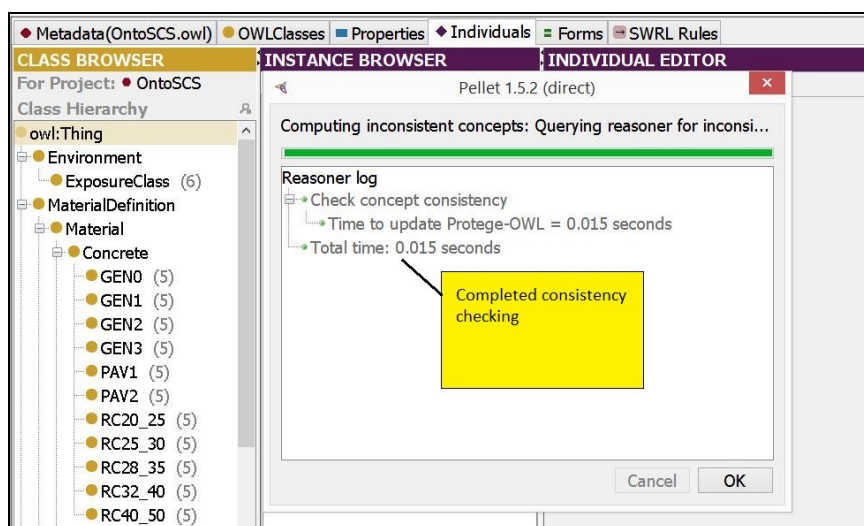 Metadata(OntoSCS.owl) OWLClasses Properties Individuals Forms SWRL Rules
CLASS BROWSER
For Project: OntoSCS
Class Hierarchy
owl:Thing
Environment
ExposureClass (6)
MaterialDefinition
Material
Concrete
GEN0 (5)
GEN1 (5)
GEN2 (5)
GEN3 (5)
PAV1 (5)
PAV2 (5)
RC20_25 (5)
RC25_30 (5)
RC28_35 (5)
RC32_40 (5)
RC40_50 (5)
INSTANCE BROWSER
INDIVIDUAL EDITOR
Pellet 1.5.2 (direct)
Computing inconsistent concepts: Querying reasoner for inconsi...
Reasoner log
Check concept consistency
Time to update Protege-OWL = 0.015 seconds
Total time: 0.015 seconds
Completed consistency
checking
Cancel OK